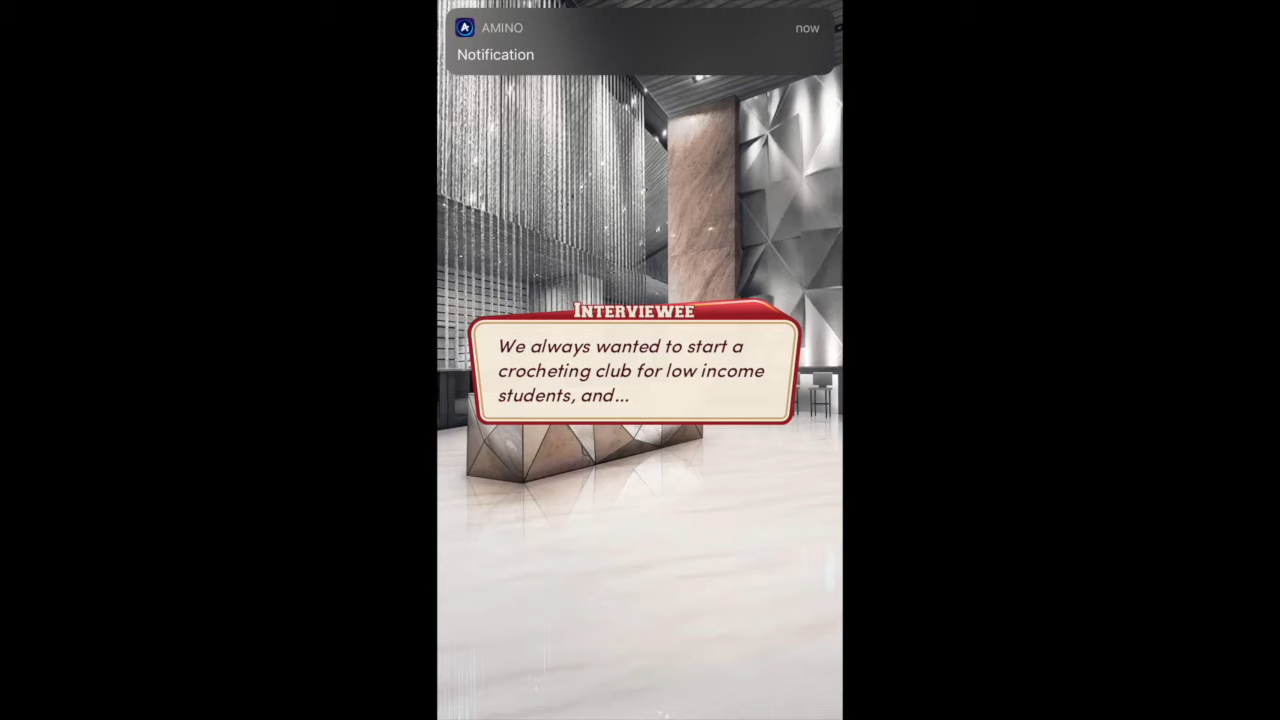 AMINO
now
Notification
INTERVIEWEE
We always wanted to start a
crocheting club for low income
students, and...